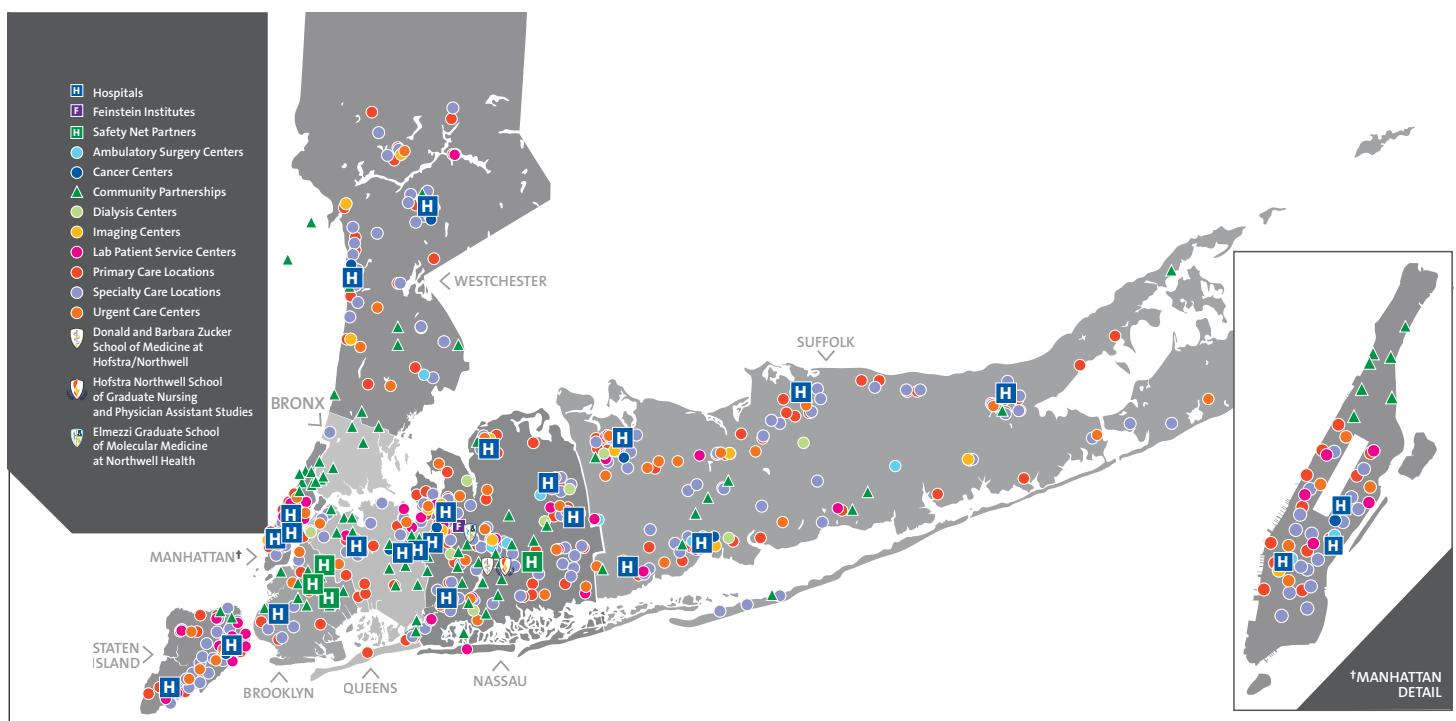 Hospitals
F Feinstein Institutes
H Safety Net Partners
Ambulatory Surgery Centers
Cancer Centers
Community Partnerships
Dialysis Centers
Imaging Centers
Lab Patient Service Centers
Primary Care Locations
Specialty Care Locations
Urgent Care Centers
Donald and Barbara Zucker
School of Medicine at
Hofstra/Northwell
Hofstra Northwell School
of Graduate Nursing
and Physician Assistant Studies
Elmezzi Graduate School
of Molecular Medicine
at Northwell Health
WESTCHESTER
SUFFOLK
BRONX
MANHATTAN†
STATEN
ISLAND
BROOKLYN
QUEENS
NASSAU
†MANHATTAN
DETAIL